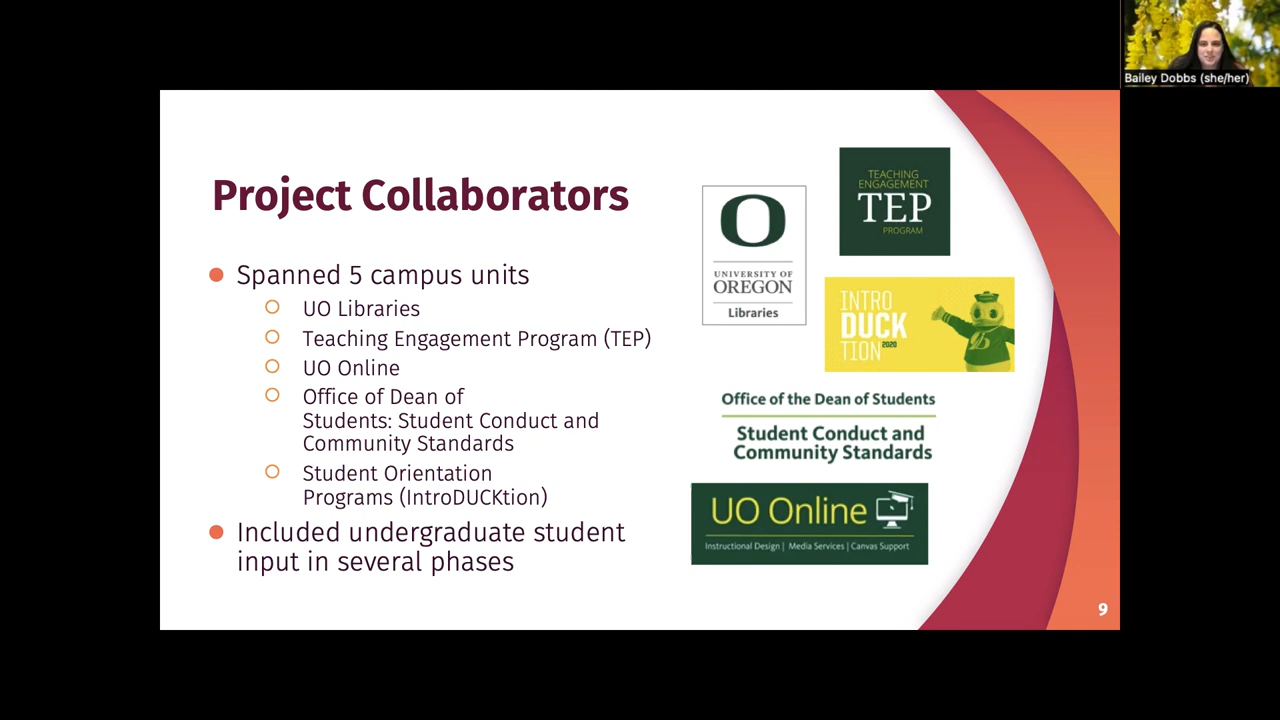 Bailey Dobbs (she/her)
Project Collaborators
Spanned 5 campus units
UO Libraries
Teaching Engagement Program (TEP)
UO Online
Office of Dean of
Students: Student Conduct and
Community Standards
Student Orientation
Programs (IntroDUCKtion)
Included undergraduate student
input in several phases
O
UNIVERSITY OF
OREGON
Libraries
TEACHING
ENGAGEMENT
TEP
PROGRAM
INTRO
DUCK
TION 2020
Office of the Dean of Students
Student Conduct and
Community Standards
UO Online
Instructional Design | Media Services | Canvas Support
9